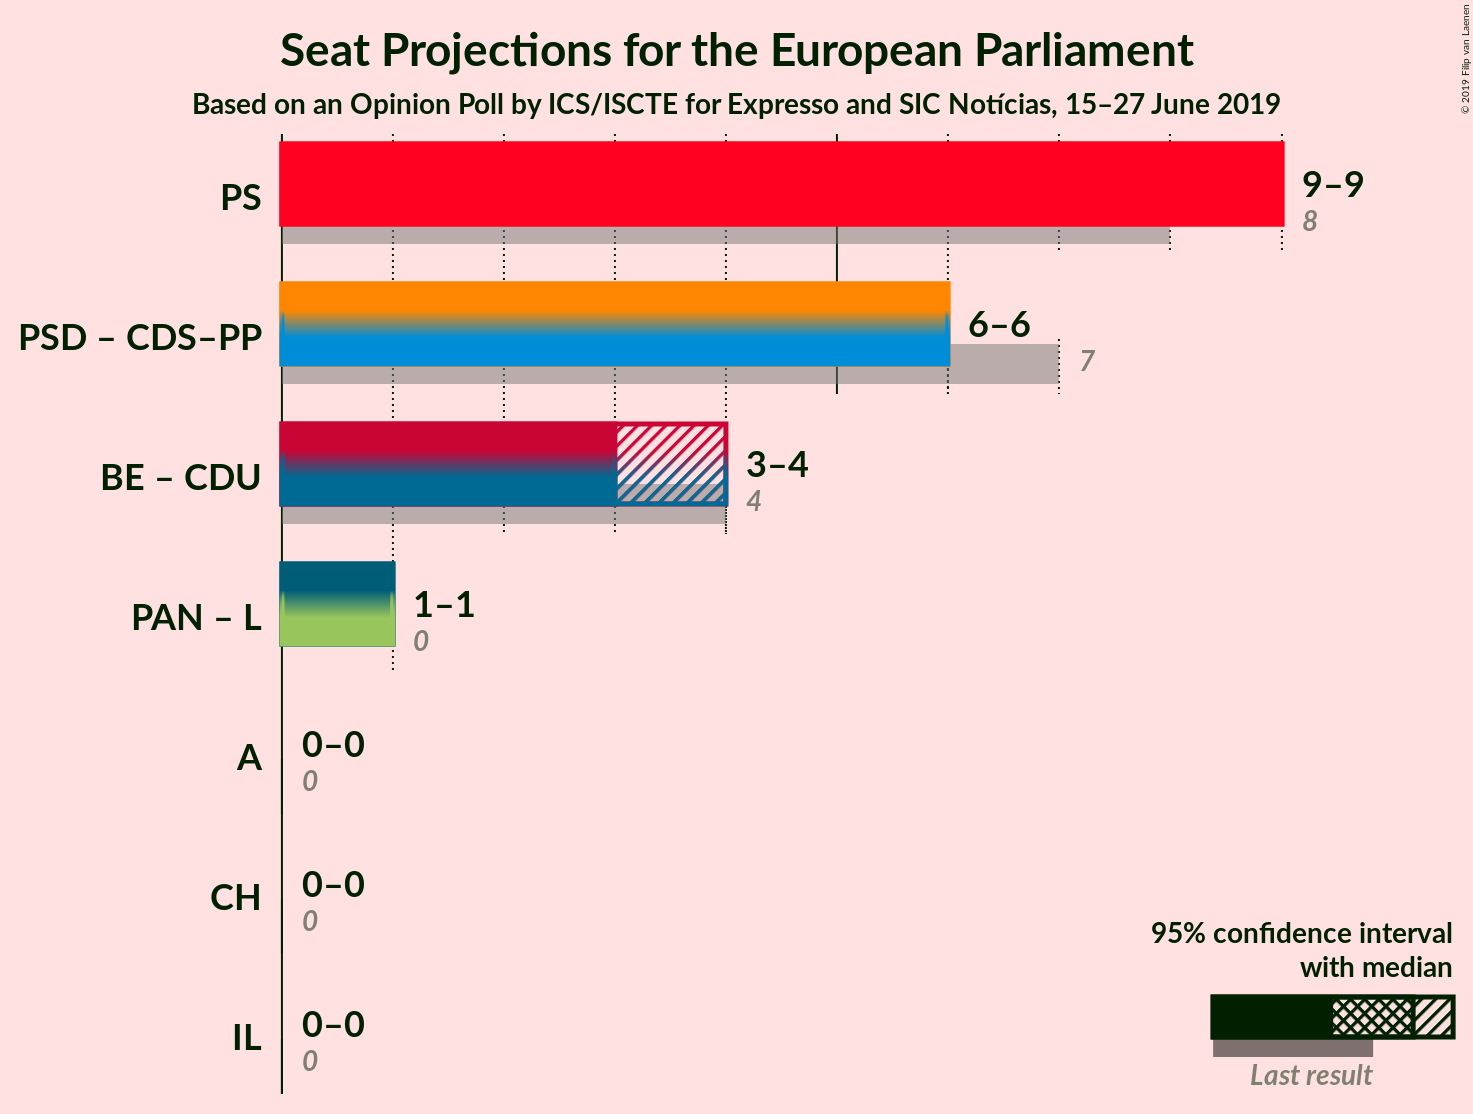 Seat Projections for the European Parliament
Based on an Opinion Poll by ICS/ISCTE for Expresso and SIC Notícias, 15–27 June 2019
© 2019 Filip van Laenen
PS
9–9
8
PSD – CDS–PP
6–6
7
BE – CDU
3–4
4
PAN – L
1–1
0
A
0–0
0
CH
0–0
0
IL
0–0
0
95% confidence interval
with median
Last result